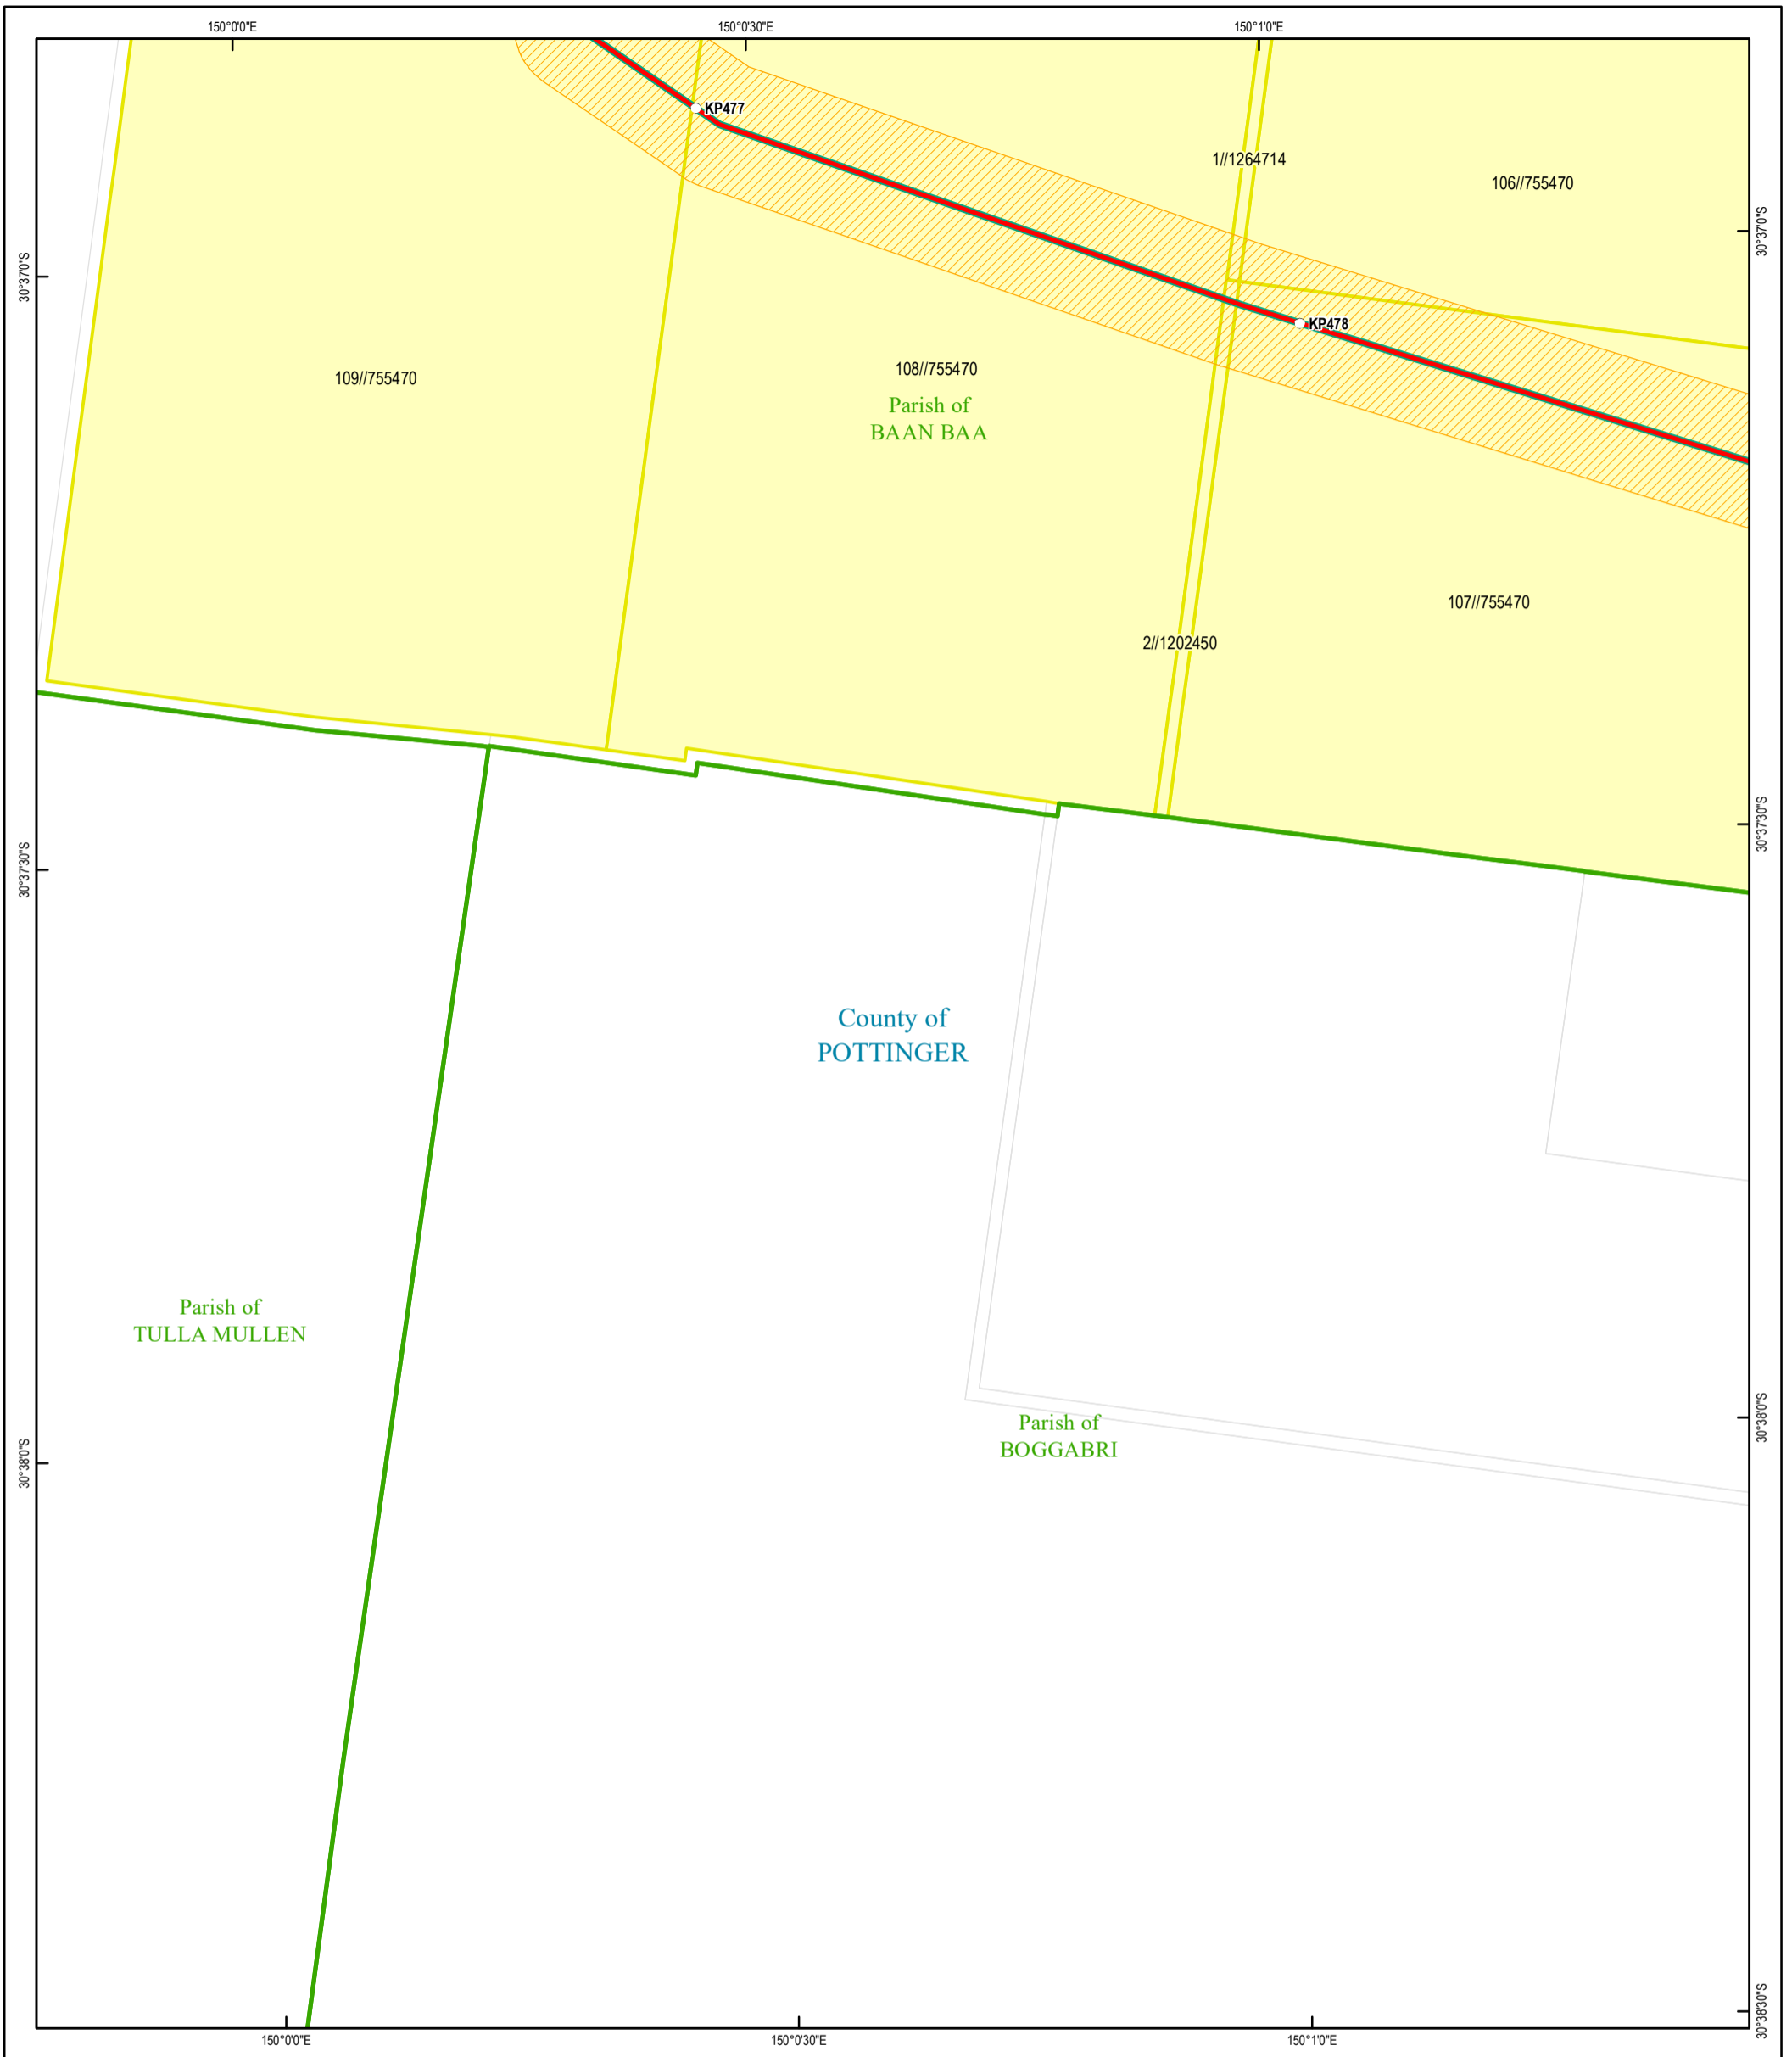 150°0'0"E
150°0'30"E
150°1'0"E
KP477
1//1264714
106//755470
30°37'0"S
30°37'0"S
KP478
109//755470
108//755470
Parish of
BAAN BAA
107//755470
2//1202450
30°37'30"S
30°37'30"S
County of
POTTINGER
Parish of
TULLA MULLEN
Parish of
BOGGABRI
30°38'0"S
30°38'0"S
30°38'30"S
150°0'0"E
150°0'30"E
150°1'0"E